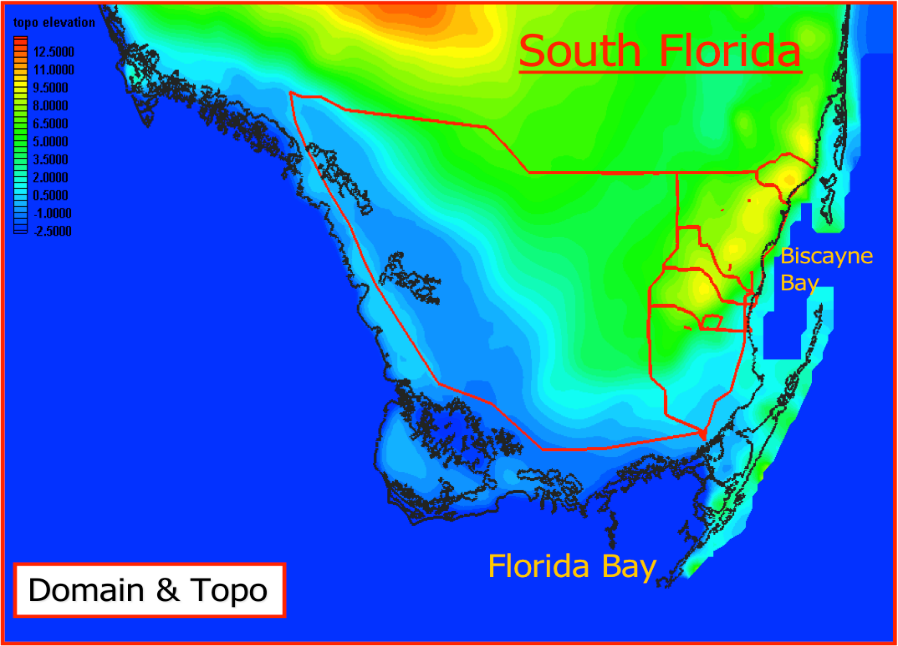 topo elevation
12.5000
11.0000
9.5000
8.0000
6.5000
5.0000
3.5000
2.0000
0.5000
-1.0000
-2.5000
South Florida
Biscayne
Bay
Florida Bay
Domain & Topo